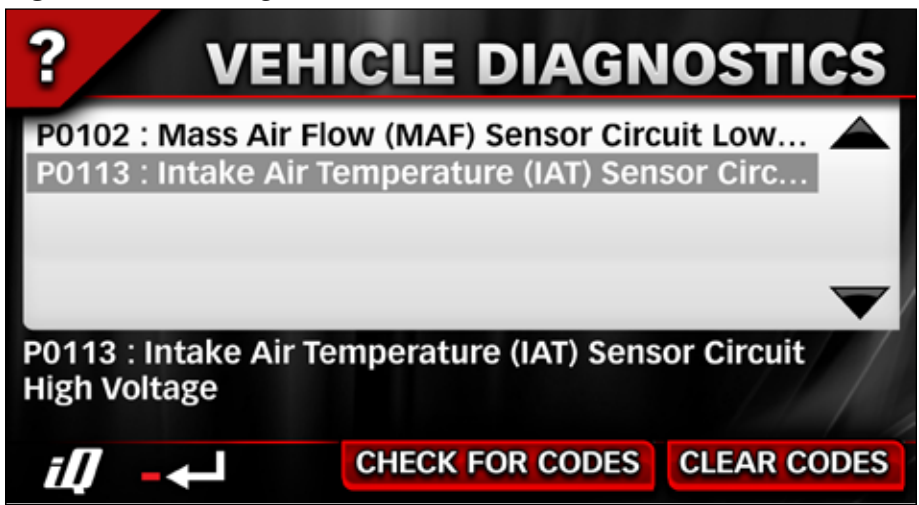 ?
VEHICLE DIAGNOSTICS
P0102 : Mass Air Flow (MAF) Sensor Circuit Low...
P0113 : Intake Air Temperature (IAT) Sensor Circ...
P0113 : Intake Air Temperature (IAT) Sensor Circuit
High Voltage
iQ
CHECK FOR CODES
CLEAR CODES